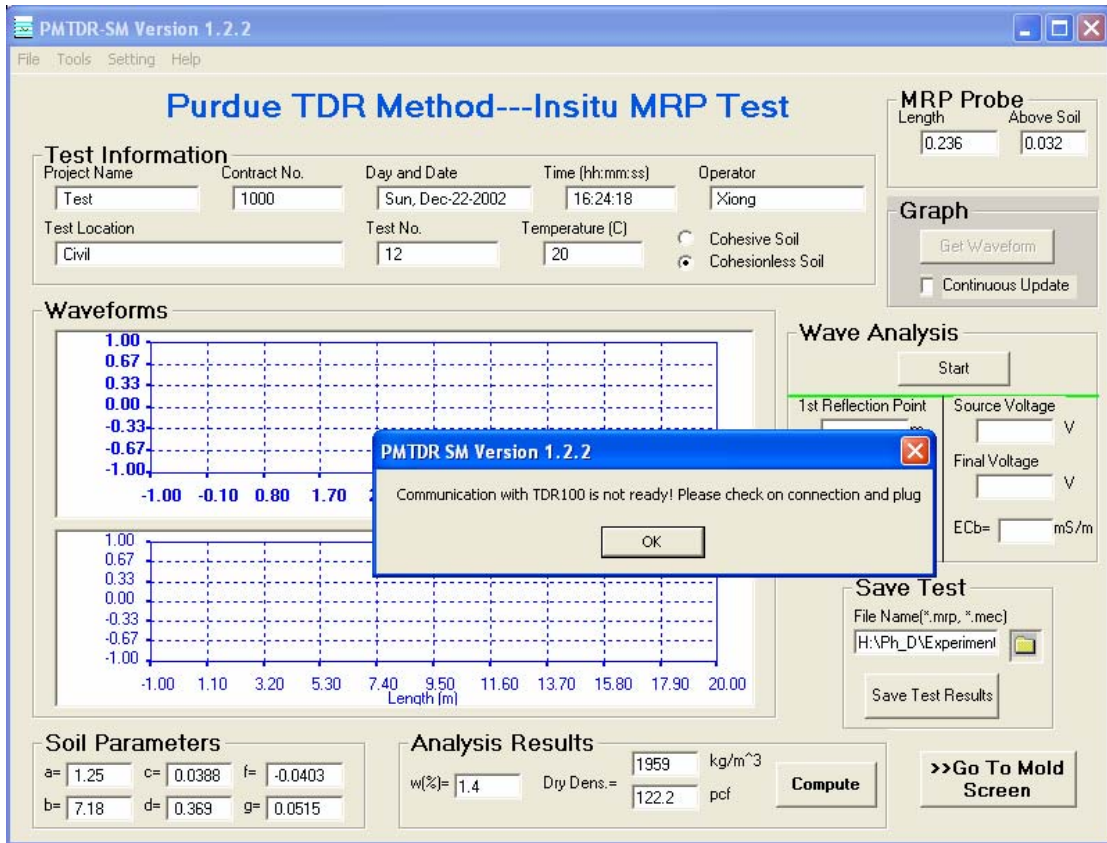 PMTDR-SM Version 1.2.2
File Tools Setting Help
Purdue TDR Method---Insitu MRP Test
MRP Probe
Length Above Soil
0.236 0.032
Test Information
Project Name Contract No. Day and Date Time (hh:mm:ss) Operator
Test 1000 Sun, Dec-22-2002 16:24:18 Xiong
Test Location Test No. Temperature (C)
Civil 12 20
Cohesive Soil
Cohesionless Soil
Graph
Get Waveform
Continuous Update
Waveforms
1.00
0.67
0.33
0.00
-0.33
-0.67
-1.00
-1.00 -0.10 0.80 1.70
Wave Analysis
Start
1st Reflection Point
Source Voltage
V
Final Voltage
V
ECb= mS/m
PMTDR SM Version 1.2.2
Communication with TDR100 is not ready! Please check on connection and plug
OK
1.00
0.67
0.33
0.00
-0.33
-0.67
-1.00
-1.00 1.10 3.20 5.30 7.40 9.50 11.60 13.70 15.80 17.90 20.00
Length (m)
Save Test
File Name(*.mrp, *.mec)
H:\Ph_D\Experiment
Save Test Results
Soil Parameters
a= 1.25 c= 0.0388 f= -0.0403
b= 7.18 d= 0.369 g= 0.0515
Analysis Results
w(%)= 1.4 Dry Dens.= 1959 kg/m^3
122.2 pcf
Compute
>>Go To Mold
Screen